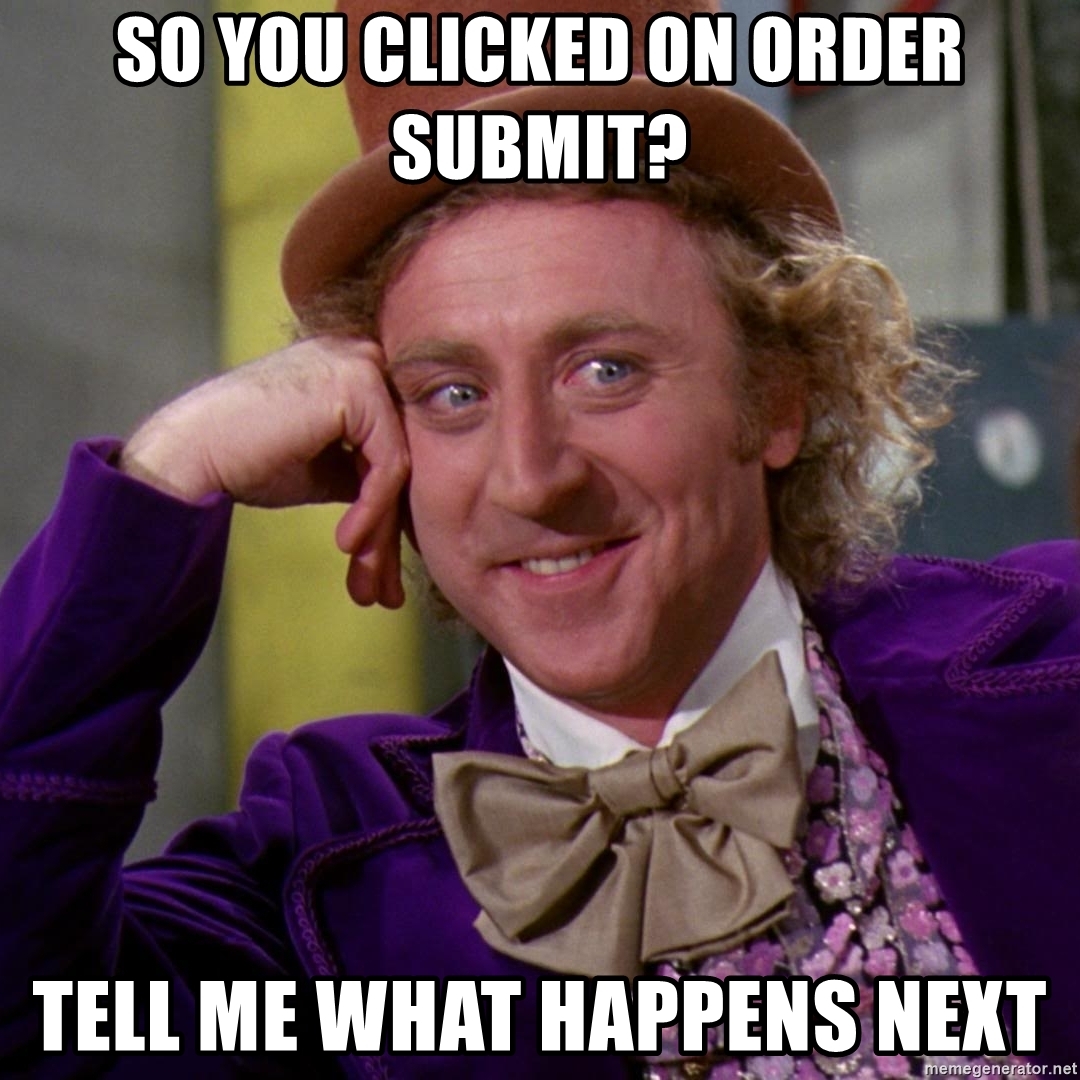 SO YOU CLICKED ON ORDER
SUBMIT?
TELL ME WHAT HAPPENS NEXT
memegenerator.net